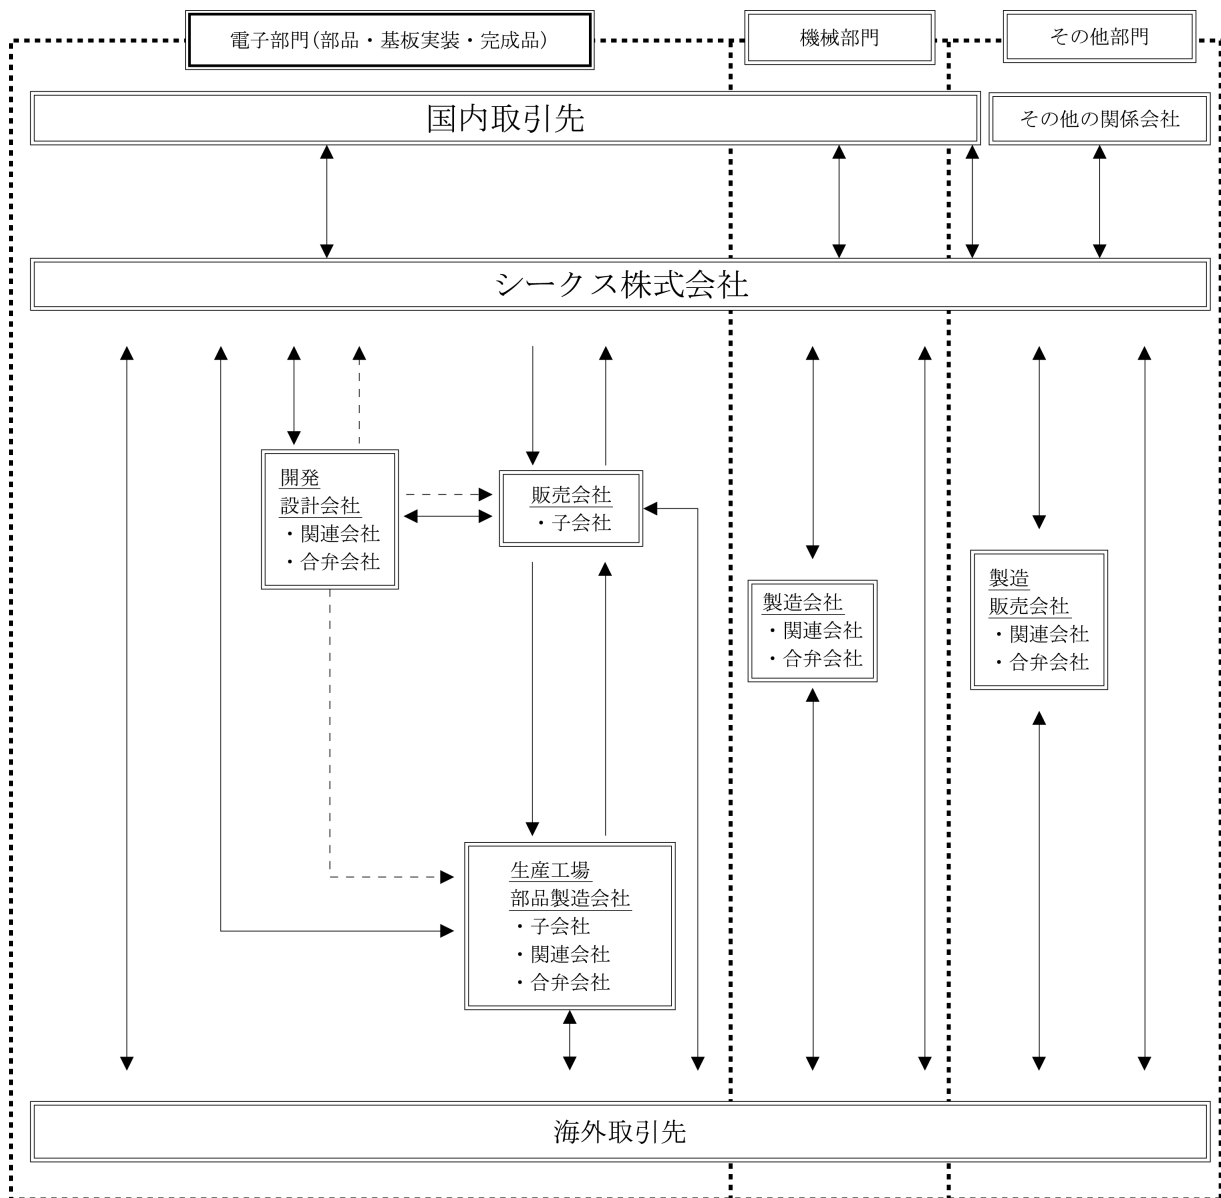 電子部門(部品・基板実装・完成品)
機械部門
その他部門
国内取引先
その他の関係会社
シークス株式会社
開発
設計会社
・関連会社
・合弁会社
販売会社
・子会社
製造会社
・関連会社
・合弁会社
製造
販売会社
・関連会社
・合弁会社
生産工場
部品製造会社
・子会社
・関連会社
・合弁会社
海外取引先